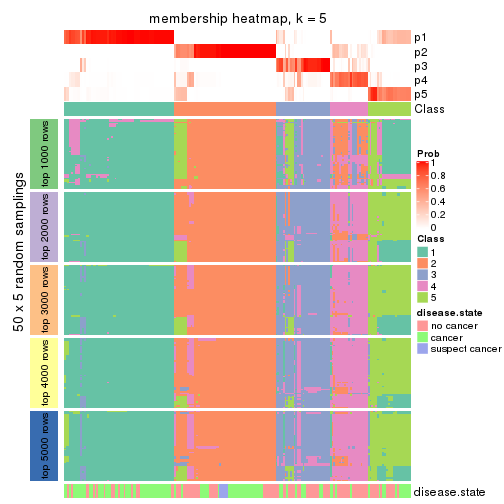 membership heatmap, k = 5
p1
p2
p3
p4
p5
Class
50 x 5 random samplings
top 1000 rows
top 2000 rows
top 3000 rows
top 4000 rows
top 5000 rows
disease.state
Prob
1
0.8
0.6
0.4
0.2
0
Class
1
2
3
4
5
disease.state
no cancer
cancer
suspect cancer